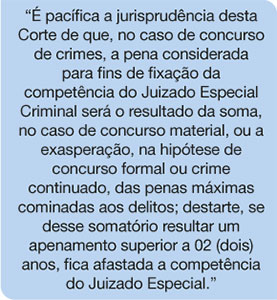 “É pacífica a jurisprudência desta
Corte de que, no caso de concurso
de crimes, a pena considerada
para fins de fixação da
competência do Juizado Especial
Criminal será o resultado da soma,
no caso de concurso material, ou a
exasperação, na hipótese de
concurso formal ou crime
continuado, das penas máximas
cominadas aos delitos; destarte, se
desse somatório resultar um
apenamento superior a 02 (dois)
anos, fica afastada a competência
do Juizado Especial.”